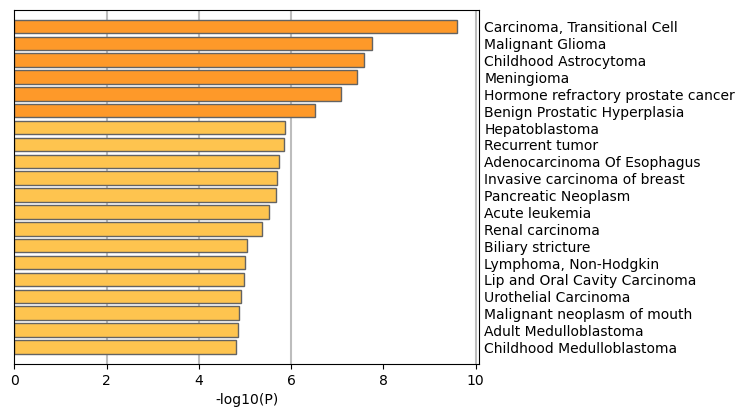 Carcinoma, Transitional Cell
Malignant Glioma
Childhood Astrocytoma
Meningioma
Hormone refractory prostate cancer
Benign Prostatic Hyperplasia
Hepatoblastoma
Recurrent tumor
Adenocarcinoma Of Esophagus
Invasive carcinoma of breast
Pancreatic Neoplasm
Acute leukemia
Renal carcinoma
Biliary stricture
Lymphoma, Non-Hodgkin
Lip and Oral Cavity Carcinoma
Urothelial Carcinoma
Malignant neoplasm of mouth
Adult Medulloblastoma
Childhood Medulloblastoma
0 2 4 6 8 10
-log10(P)